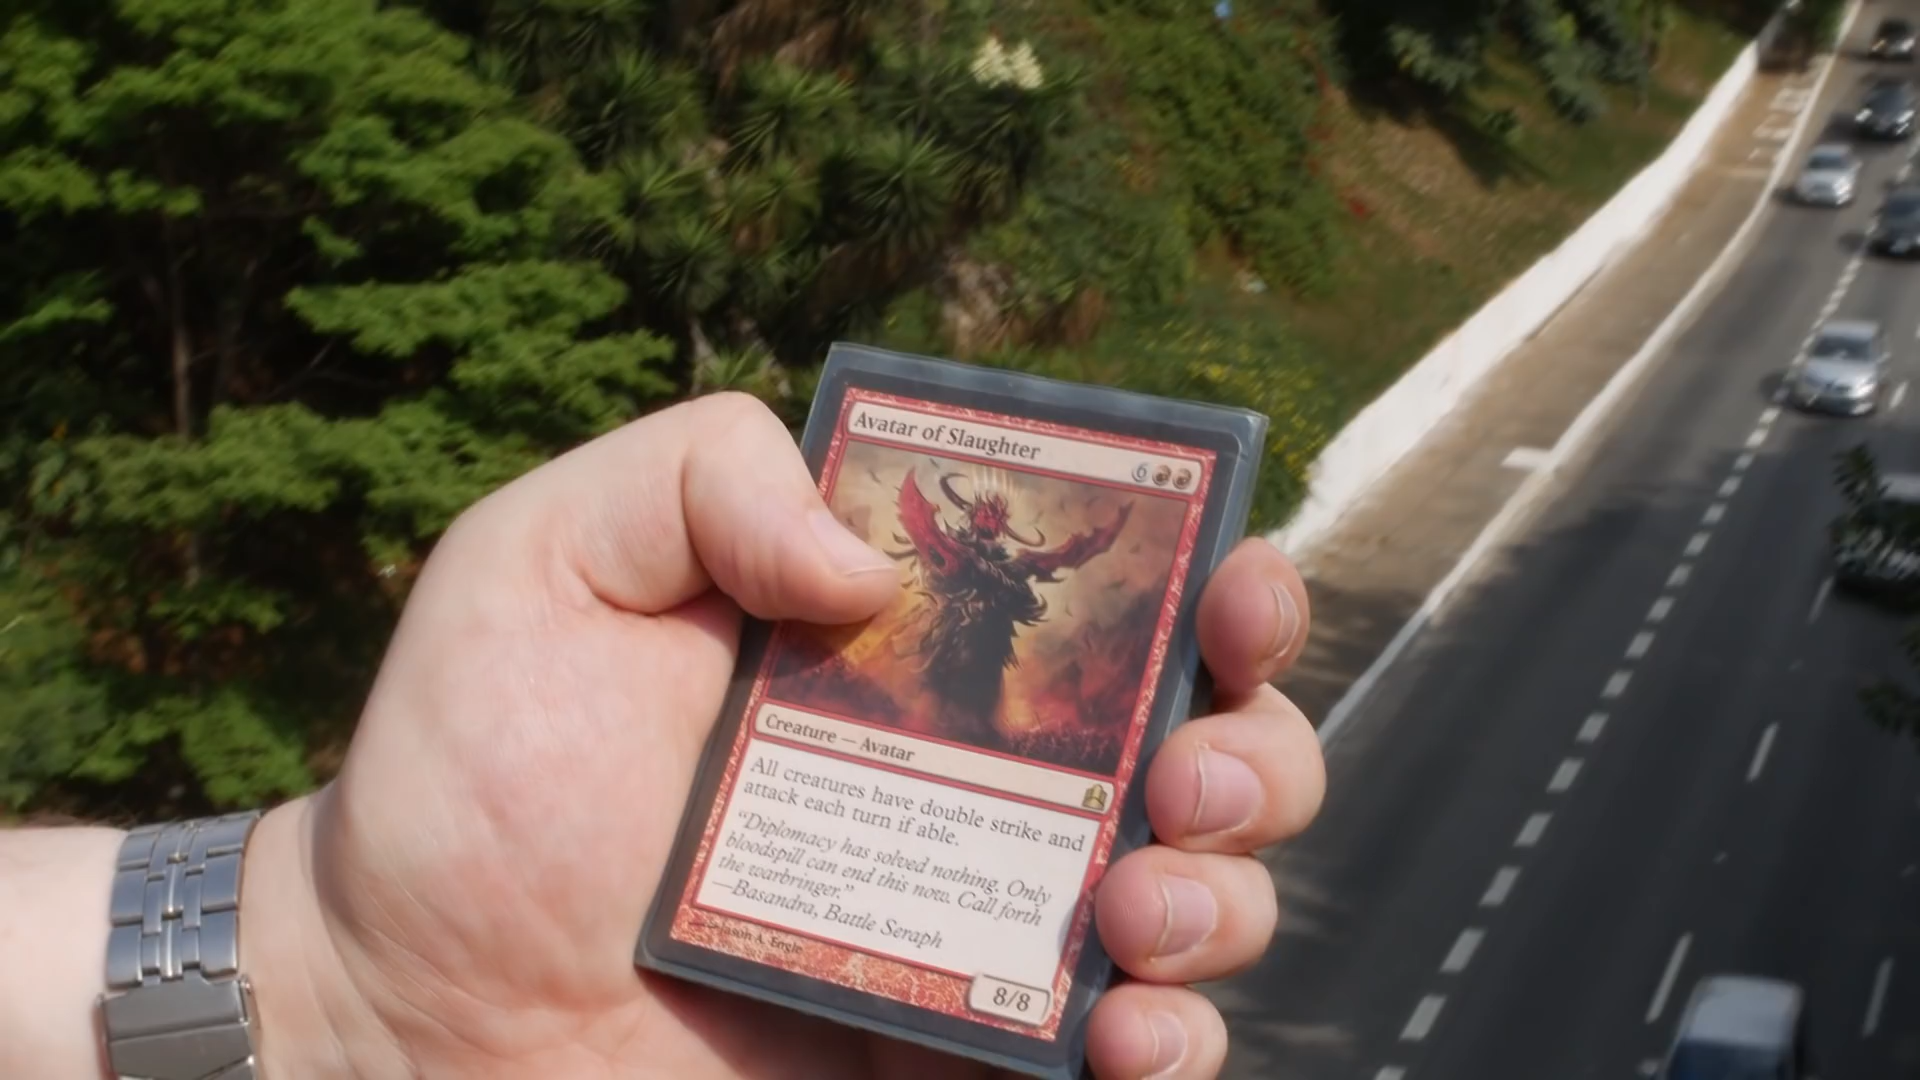 Avatar of Slaughter
6
Creature — Avatar
All creatures have double strike and
attack each turn if able.
“Diplomacy has solved nothing. Only
bloodspill can end this now. Call forth
the warbringer.”
—Basandra, Battle Seraph
Jason A. Engle
8/8